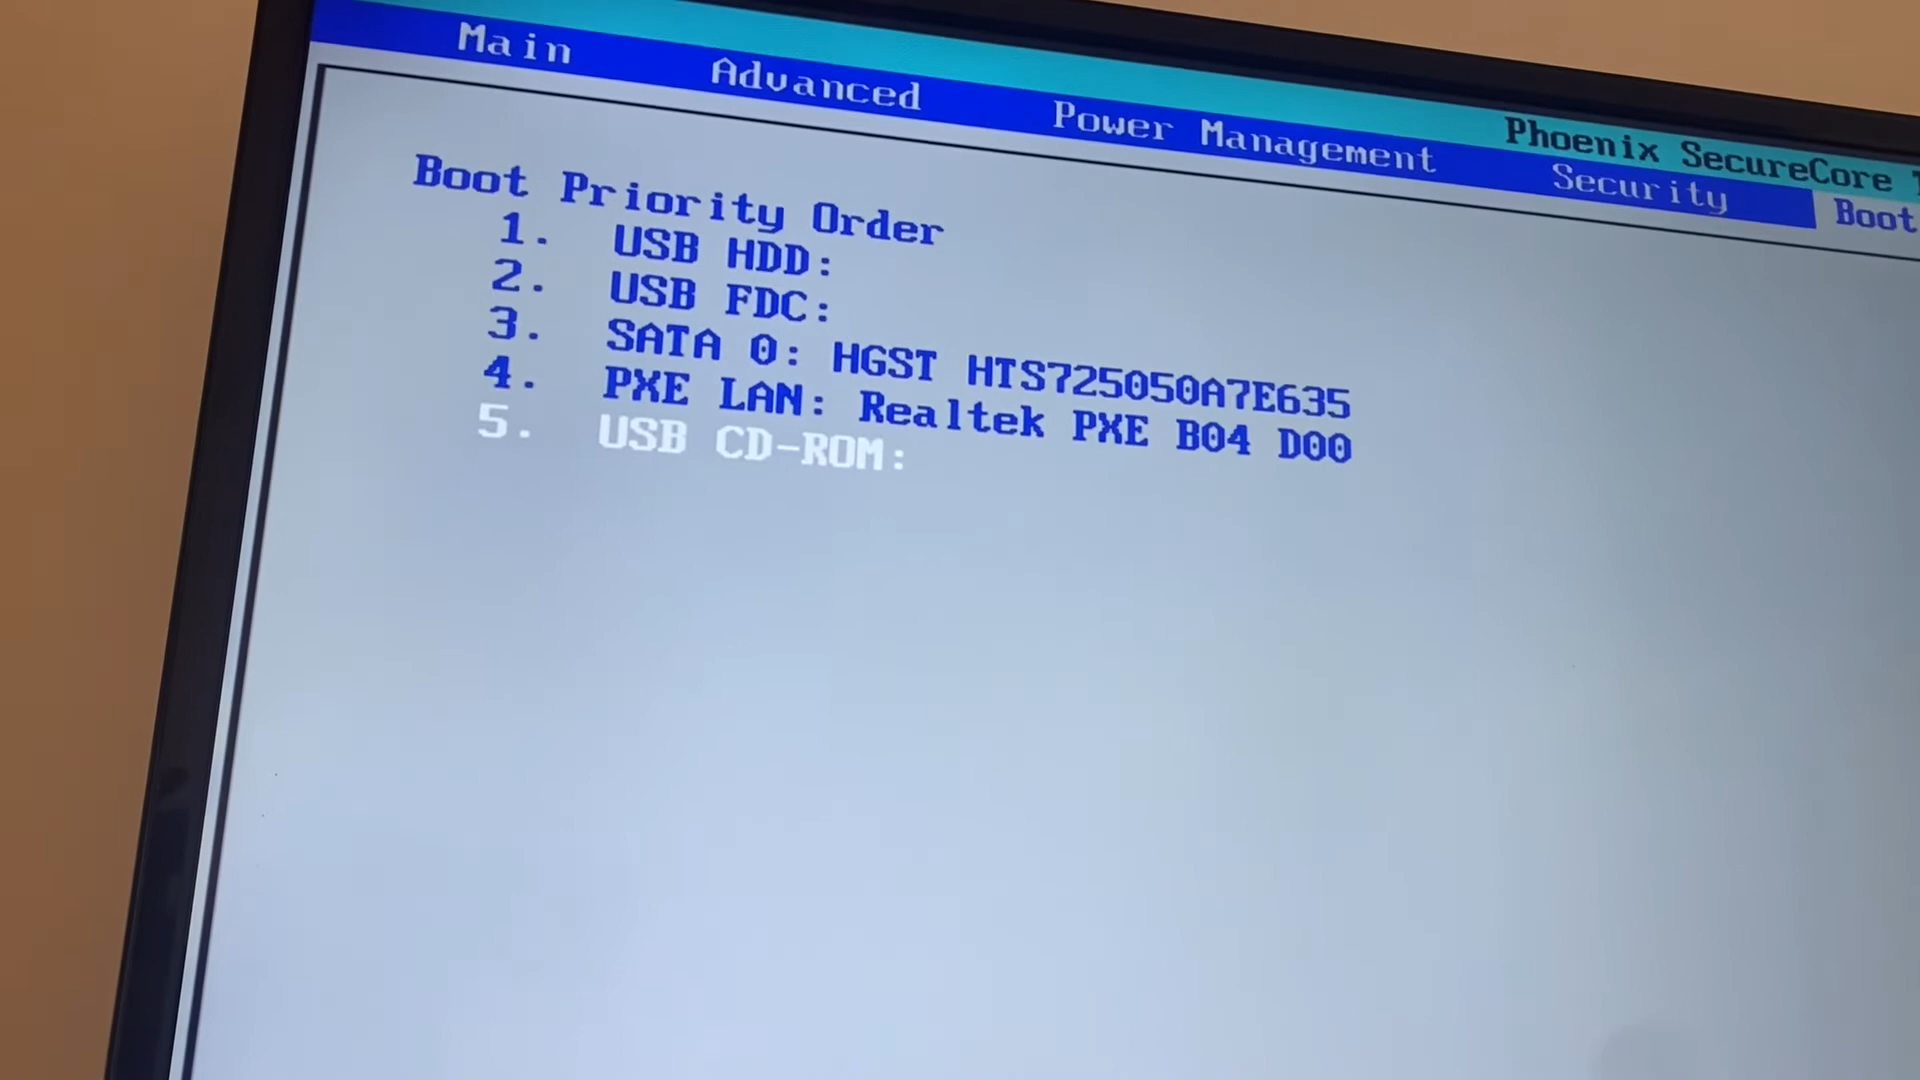 Phoenix SecureCore
Main Advanced Power Management Security Boot
Boot Priority Order
1. USB HDD:
2. USB FDC:
3. SATA 0: HGST HTS725050A7E635
4. PXE LAN: Realtek PXE B04 D00
5. USB CD-ROM: